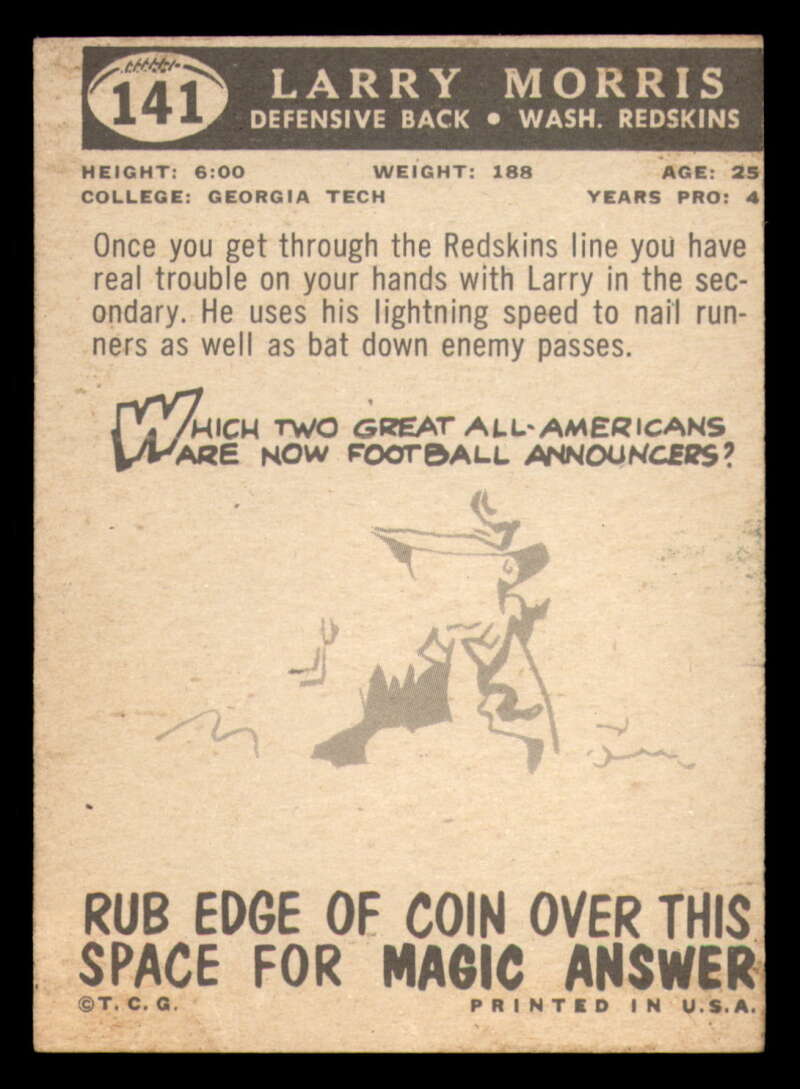 141
LARRY MORRIS
DEFENSIVE BACK • WASH. REDSKINS
HEIGHT: 6:00 WEIGHT: 188 AGE: 25
COLLEGE: GEORGIA TECH YEARS PRO: 4
Once you get through the Redskins line you have
real trouble on your hands with Larry in the sec-
ondary. He uses his lightning speed to nail run-
ners as well as bat down enemy passes.
WHICH TWO GREAT ALL-AMERICANS
ARE NOW FOOTBALL ANNOUNCERS?
RUB EDGE OF COIN OVER THIS
SPACE FOR MAGIC ANSWER
©T.C.G. PRINTED IN U.S.A.